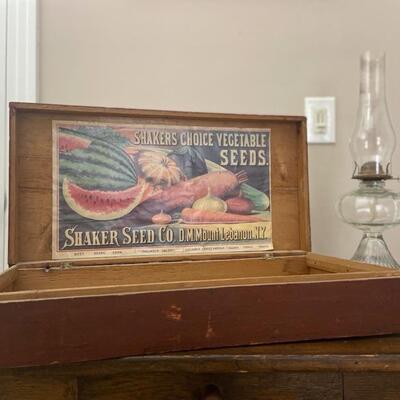 SHAKERS CHOICE VEGETABLE
SEEDS.
SHAKER SEED CO. D.M. Mount Lebanon, N.Y.